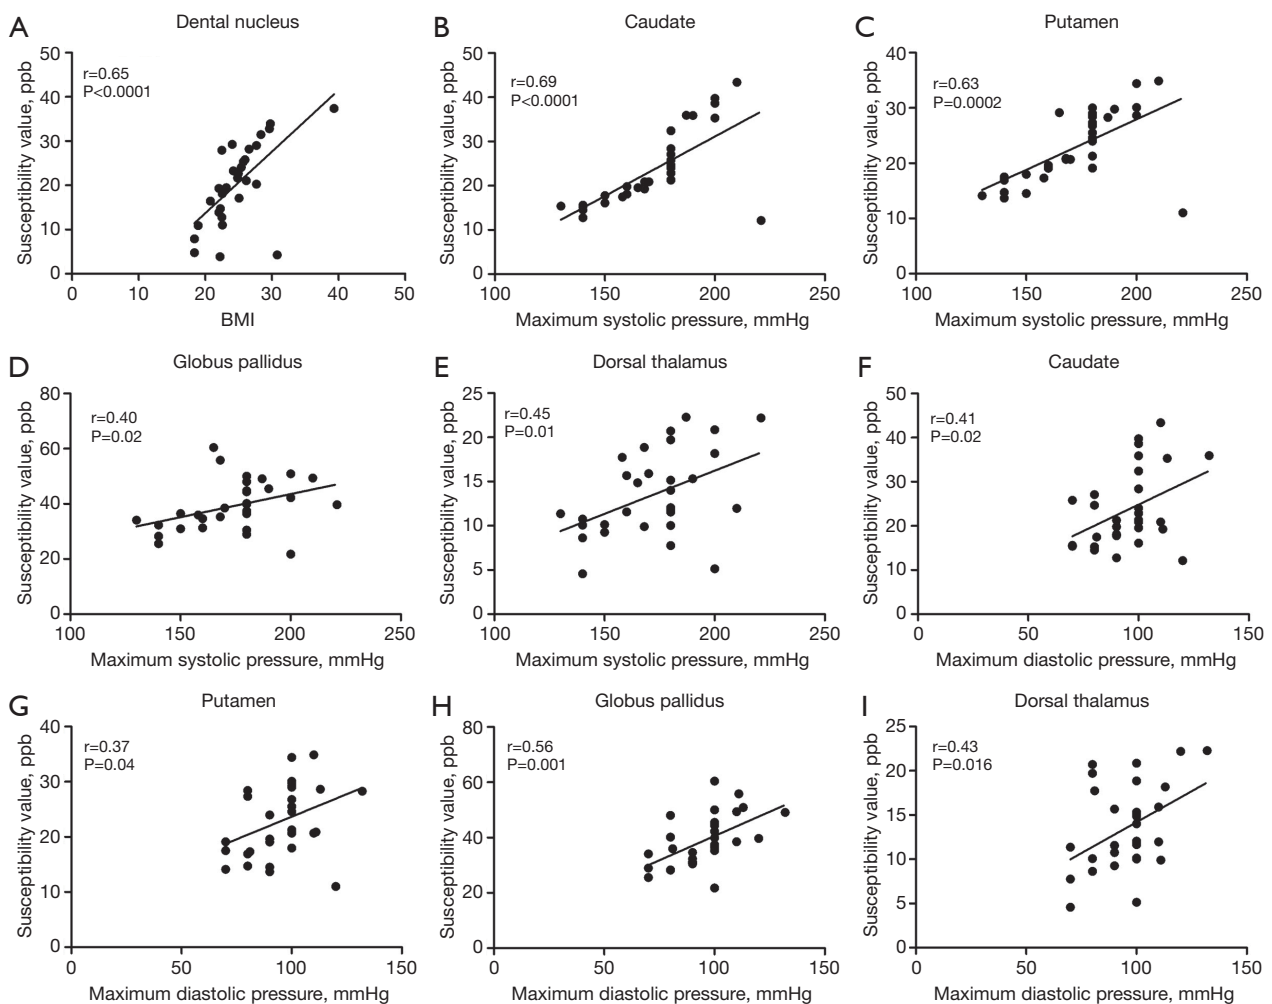 A
Dental nucleus
r=0.65
P<0.0001
Susceptibility value, ppb
50
40
30
20
10
0
0 10 20 30 40 50
BMI
B
Caudate
r=0.69
P<0.0001
Susceptibility value, ppb
50
40
30
20
10
0
100 150 200 250
Maximum systolic pressure, mmHg
C
Putamen
r=0.63
P=0.0002
Susceptibility value, ppb
40
30
20
10
0
100 150 200 250
Maximum systolic pressure, mmHg
D
Globus pallidus
r=0.40
P=0.02
Susceptibility value, ppb
80
60
40
20
0
100 150 200 250
Maximum systolic pressure, mmHg
E
Dorsal thalamus
r=0.45
P=0.01
Susceptibility value, ppb
25
20
15
10
5
0
100 150 200 250
Maximum systolic pressure, mmHg
F
Caudate
r=0.41
P=0.02
Susceptibility value, ppb
50
40
30
20
10
0
0 50 100 150
Maximum diastolic pressure, mmHg
G
Putamen
r=0.37
P=0.04
Susceptibility value, ppb
40
30
20
10
0
0 50 100 150
Maximum diastolic pressure, mmHg
H
Globus pallidus
r=0.56
P=0.001
Susceptibility value, ppb
80
60
40
20
0
0 50 100 150
Maximum diastolic pressure, mmHg
I
Dorsal thalamus
r=0.43
P=0.016
Susceptibility value, ppb
25
20
15
10
5
0
0 50 100 150
Maximum diastolic pressure, mmHg